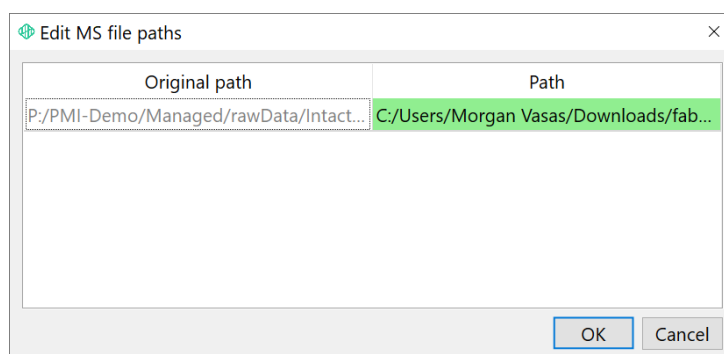 Edit MS file paths
Original path Path
P:/PMI-Demo/Managed/rawData/Intact... C:/Users/Morgan Vasas/Downloads/fab...
OK Cancel